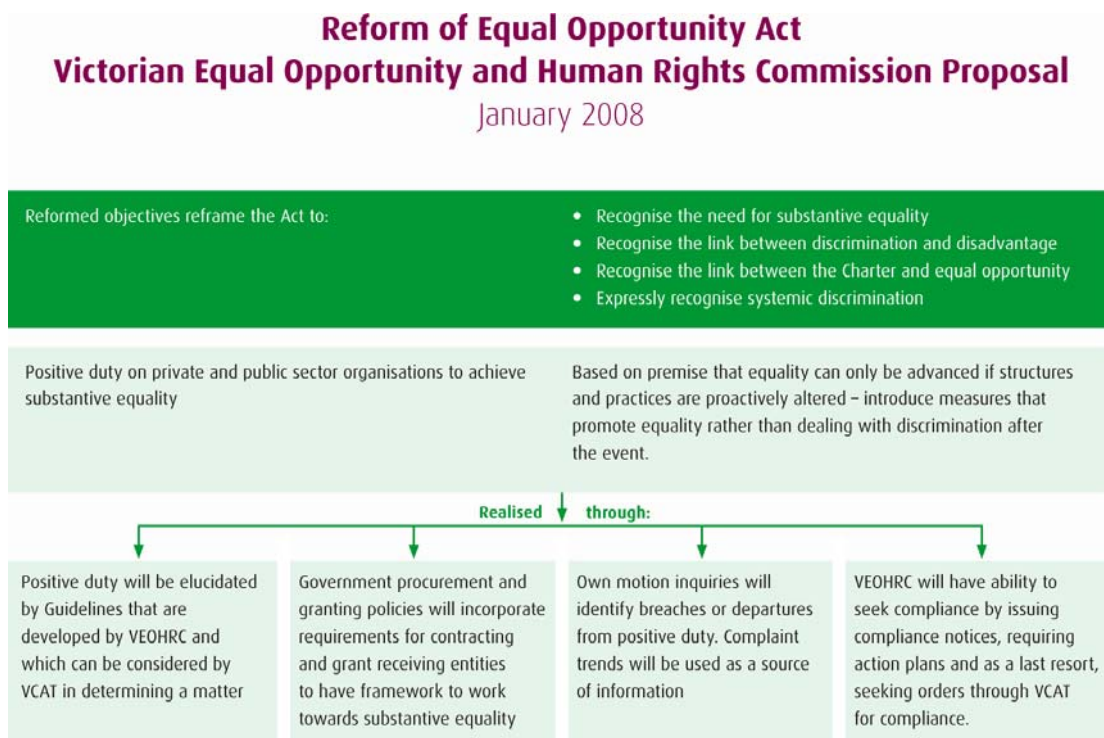 Reform of Equal Opportunity Act
Victorian Equal Opportunity and Human Rights Commission Proposal
January 2008
Reformed objectives reframe the Act to:
• Recognise the need for substantive equality
• Recognise the link between discrimination and disadvantage
• Recognise the link between the Charter and equal opportunity
• Expressly recognise systemic discrimination
Positive duty on private and public sector organisations to achieve
substantive equality
Based on premise that equality can only be advanced if structures
and practices are proactively altered – introduce measures that
promote equality rather than dealing with discrimination after
the event.
Realised through:
Positive duty will be elucidated
by Guidelines that are
developed by VEOHRC and
which can be considered by
VCAT in determining a matter
Government procurement and
granting policies will incorporate
requirements for contracting
and grant receiving entities
to have framework to work
towards substantive equality
Own motion inquiries will
identify breaches or departures
from positive duty. Complaint
trends will be used as a source
of information
VEOHRC will have ability to
seek compliance by issuing
compliance notices, requiring
action plans and as a last resort,
seeking orders through VCAT
for compliance.